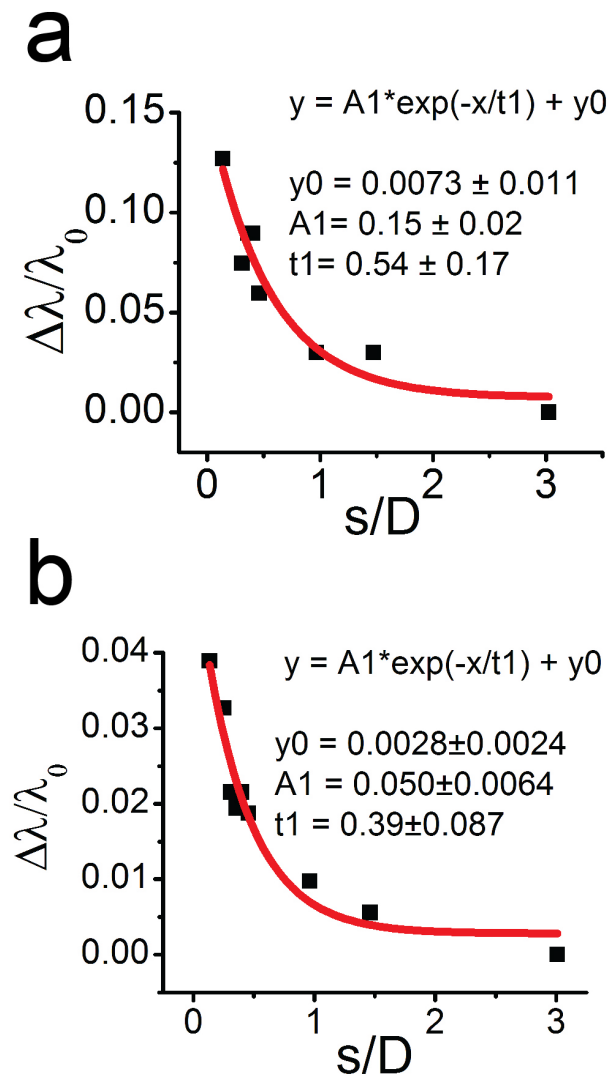 a
y = A1*exp(-x/t1) + y0
y0 = 0.0073 ± 0.011
A1= 0.15 ± 0.02
t1= 0.54 ± 0.17
0.15
0.10
0.05
0.00
Δλ/λ0
0 1 2 3
s/D
b
y = A1*exp(-x/t1) + y0
y0 = 0.0028±0.0024
A1 = 0.050±0.0064
t1 = 0.39±0.087
0.04
0.03
0.02
0.01
0.00
Δλ/λ0
0 1 2 3
s/D